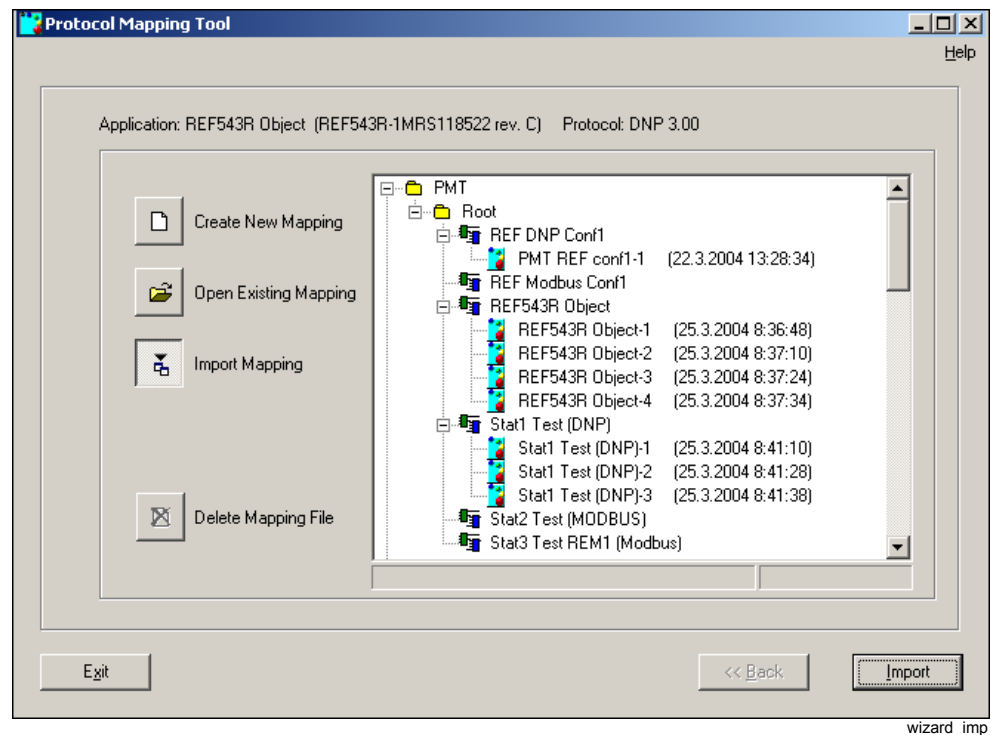 Protocol Mapping Tool
Help
Application: REF543R Object (REF543R-1MRS118522 rev. C) Protocol: DNP 3.00
Create New Mapping
Open Existing Mapping
Import Mapping
Delete Mapping File
PMT
Root
REF DNP Conf1
PMT REF conf1-1 (22.3.2004 13:28:34)
REF Modbus Conf1
REF543R Object
REF543R Object-1 (25.3.2004 8:36:48)
REF543R Object-2 (25.3.2004 8:37:10)
REF543R Object-3 (25.3.2004 8:37:24)
REF543R Object-4 (25.3.2004 8:37:34)
Stat1 Test (DNP)
Stat1 Test (DNP)-1 (25.3.2004 8:41:10)
Stat1 Test (DNP)-2 (25.3.2004 8:41:28)
Stat1 Test (DNP)-3 (25.3.2004 8:41:38)
Stat2 Test (MODBUS)
Stat3 Test REM1 (Modbus)
Exit
<< Back
Import
wizard_imp